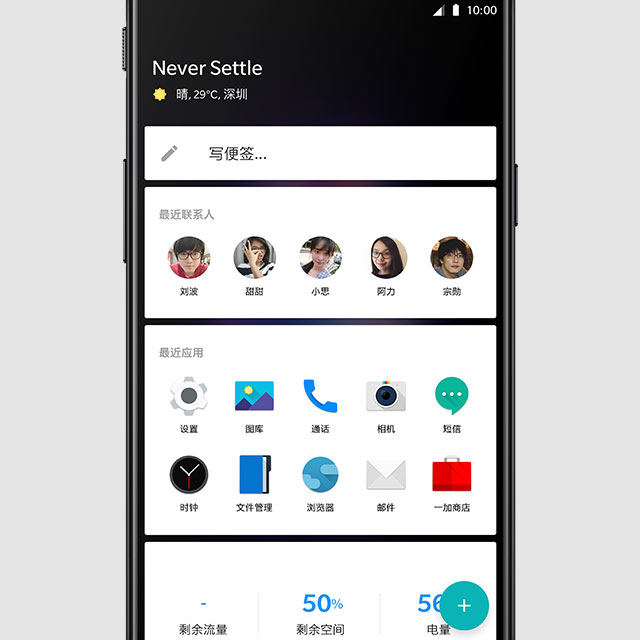 10:00
Never Settle
晴, 29°C, 深圳
写便签...
最近联系人
刘波 甜甜 小思 阿力 宗勋
最近应用
设置 图库 通话 相机 短信
时钟 文件管理 浏览器 邮件 一加商店
- 50% 56
剩余流量 剩余空间 电量